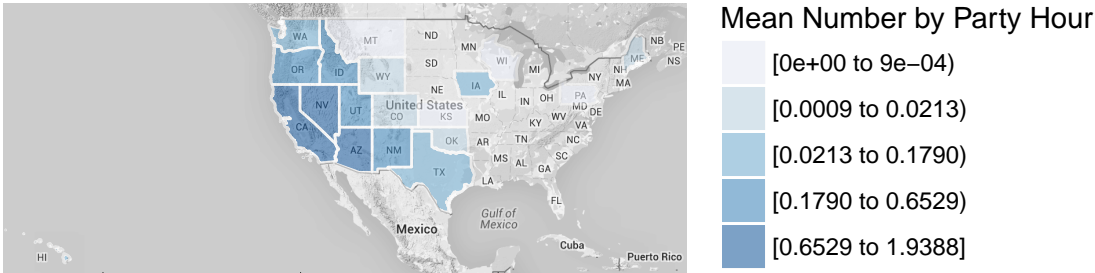 Mean Number by Party Hour
[0e+00 to 9e−04)
[0.0009 to 0.0213)
[0.0213 to 0.1790)
[0.1790 to 0.6529)
[0.6529 to 1.9388]
WA
MT
ND
MN
NB
PE
NS
ME
OR
ID
WY
SD
WI
MI
NH
NY
MA
NE
IA
PA
NV
UT
CO
United States
KS
IL
IN
OH
MD
DE
MO
WV
KY
VA
CA
AZ
NM
OK
AR
TN
NC
MS
AL
SC
GA
TX
LA
FL
Gulf of
Mexico
Mexico
Cuba
HI
Puerto Rico